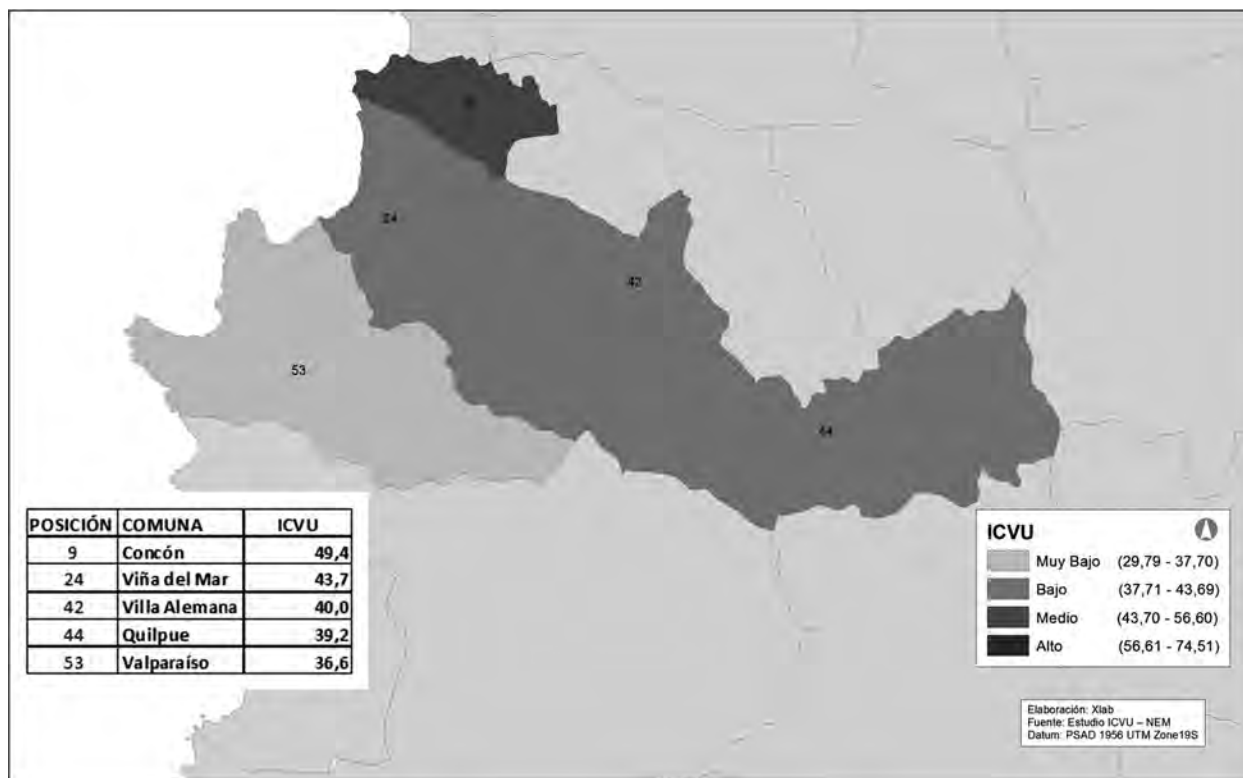 24
42
53
44
POSICIÓN COMUNA ICVU
9 Concón 49,4
24 Viña del Mar 43,7
42 Villa Alemana 40,0
44 Quilpue 39,2
53 Valparaíso 36,6
ICVU
Muy Bajo (29,79 - 37,70)
Bajo (37,71 - 43,69)
Medio (43,70 - 56,60)
Alto (56,61 - 74,51)
Elaboración: Xlab
Fuente: Estudio ICVU – NEM
Datum: PSAD 1956 UTM Zone19S